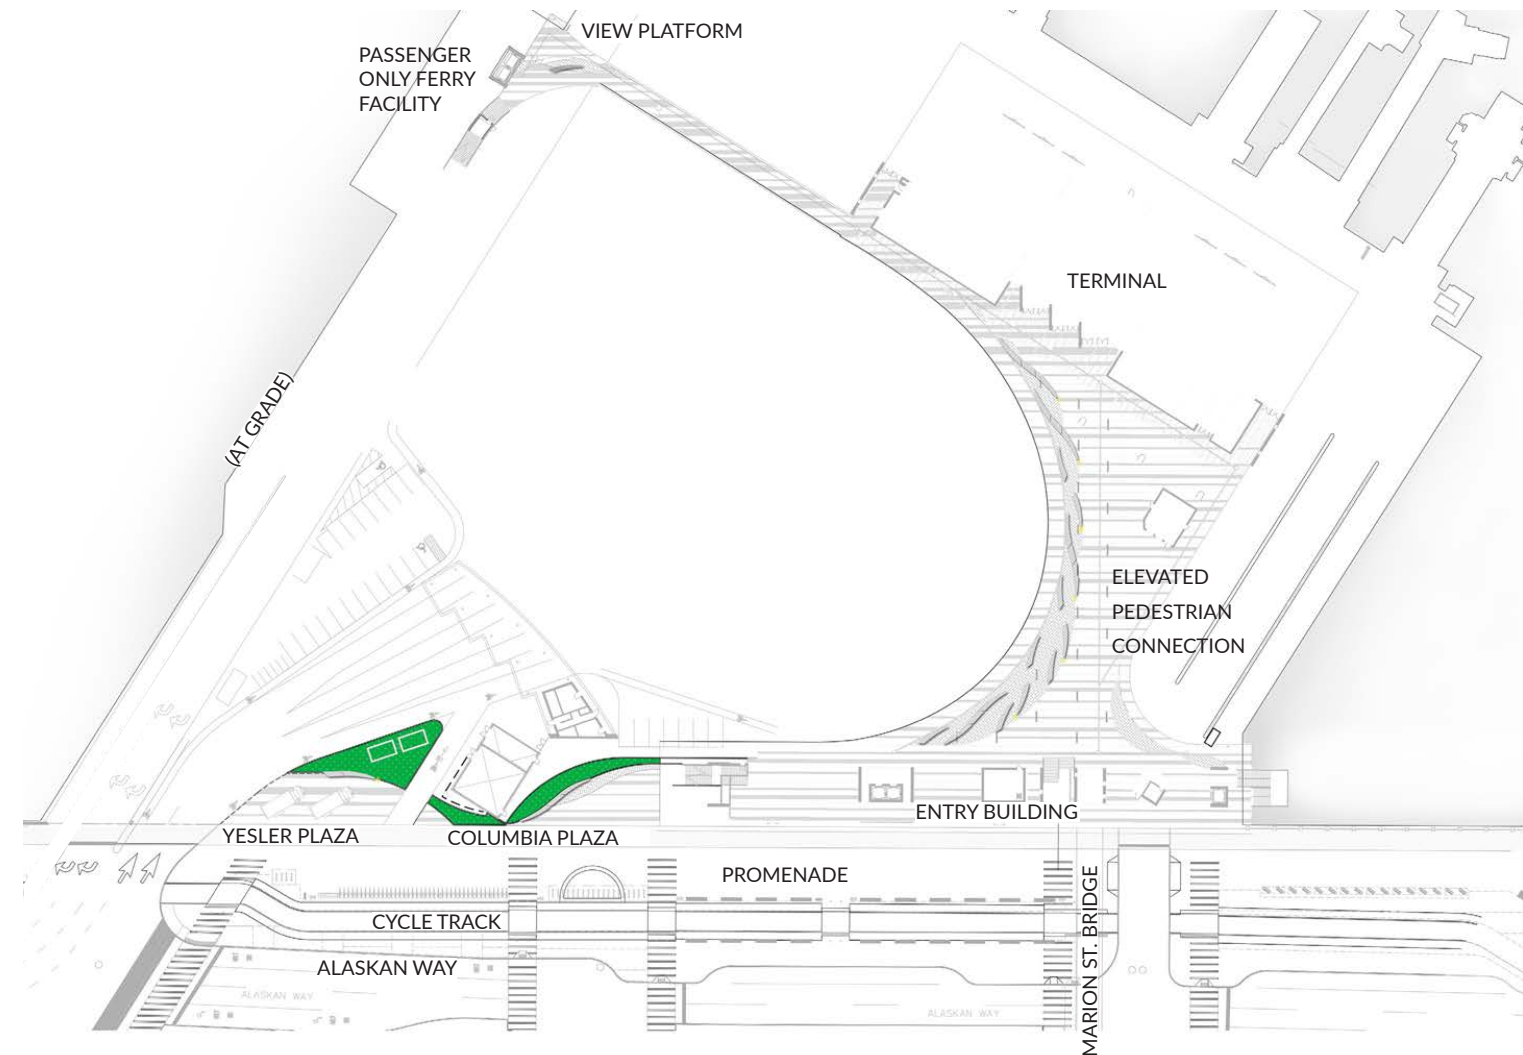 VIEW PLATFORM
PASSENGER
ONLY FERRY
FACILITY
TERMINAL
(AT GRADE)
ELEVATED
PEDESTRIAN
CONNECTION
ENTRY BUILDING
YESLER PLAZA
COLUMBIA PLAZA
PROMENADE
CYCLE TRACK
MARION ST. BRIDGE
ALASKAN WAY
ALASKAN WAY
ALASKAN WAY